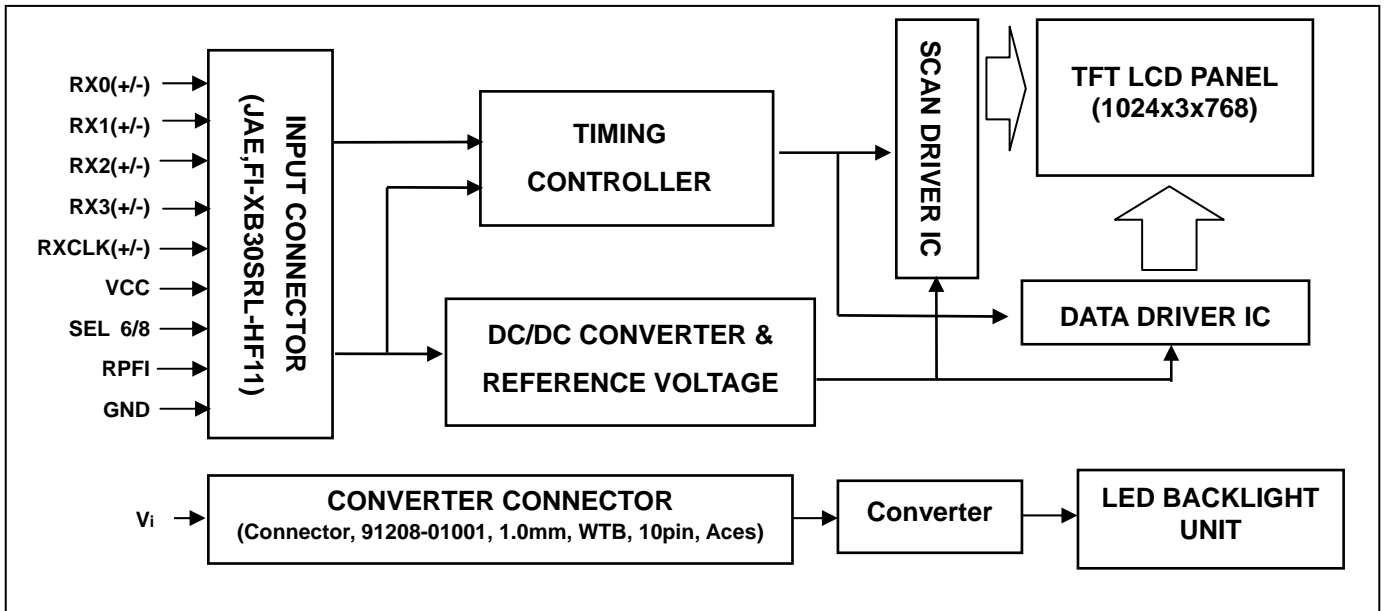 RX0(+/-)
RX1(+/-)
RX2(+/-)
RX3(+/-)
RXCLK(+/-)
VCC
SEL 6/8
RPFI
GND
INPUT CONNECTOR
(JAE,FI-XB30SRL-HF11)
TIMING
CONTROLLER
DC/DC CONVERTER &
REFERENCE VOLTAGE
SCAN DRIVER IC
TFT LCD PANEL
(1024x3x768)
DATA DRIVER IC
Vi
CONVERTER CONNECTOR
(Connector, 91208-01001, 1.0mm, WTB, 10pin, Aces)
Converter
LED BACKLIGHT
UNIT